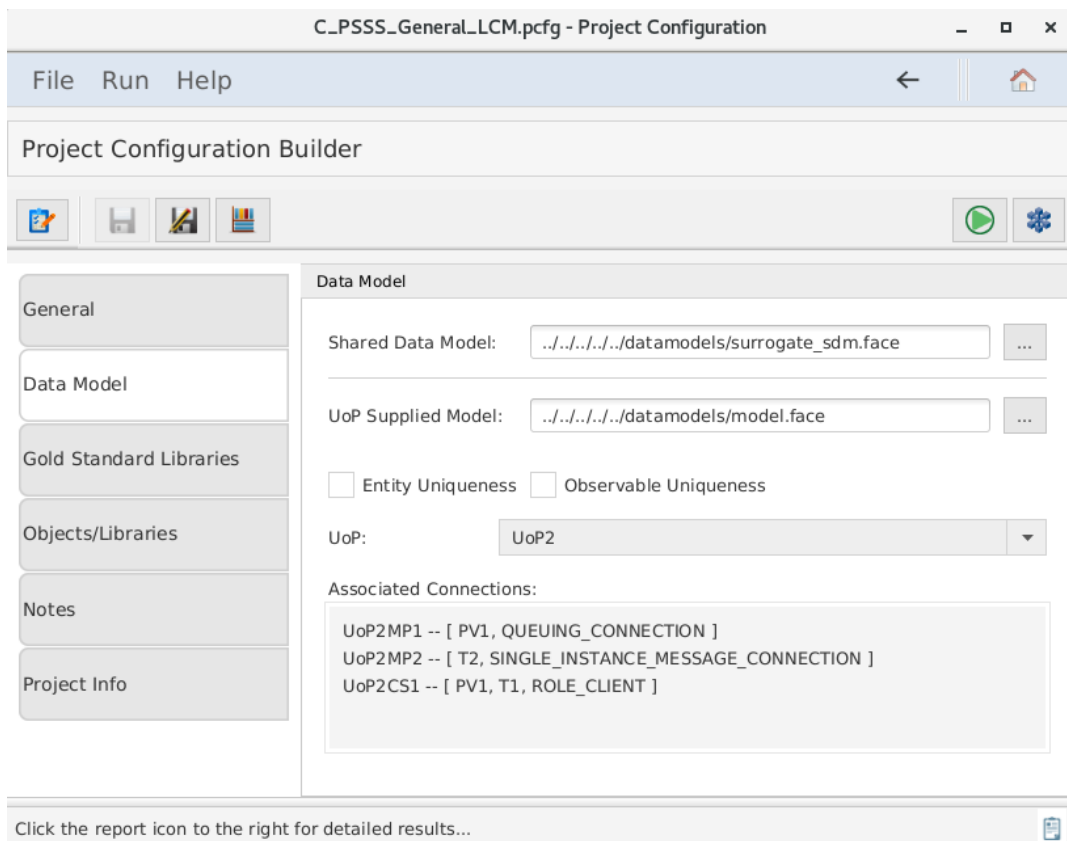 C_PSSS_General_LCM.pcfg - Project Configuration
File Run Help
Project Configuration Builder
General
Data Model
Gold Standard Libraries
Objects/Libraries
Notes
Project Info
Data Model
Shared Data Model: ../../../../../datamodels/surrogate_sdm.face ...
UoP Supplied Model: ../../../../../datamodels/model.face ...
Entity Uniqueness Observable Uniqueness
UoP: UoP2
Associated Connections:
UoP2MP1 -- [ PV1, QUEUING_CONNECTION ]
UoP2MP2 -- [ T2, SINGLE_INSTANCE_MESSAGE_CONNECTION ]
UoP2CS1 -- [ PV1, T1, ROLE_CLIENT ]
Click the report icon to the right for detailed results...